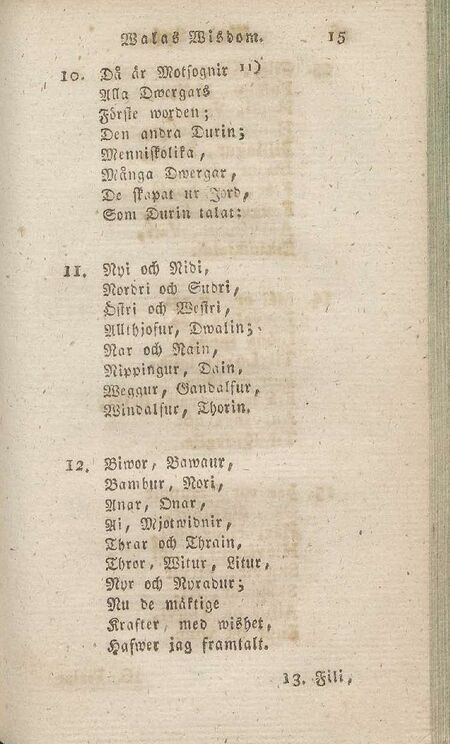 Walas Wisdom. 15
10. Då är Motsognir 11)
Alla Dwergars
Förste worden;
Den andra Durin;
Menniskolika,
Många Dwergar,
De skapat ur Jord,
Som Durin talat:
11. Nyi och Nidi,
Nordri och Sudri,
Östri och Westri,
Allthjofur, Dwalin;
Nar och Nain,
Nippingur, Dain,
Weggur, Gandalfur,
Windalfur, Thorin.
12. Biwor, Bawaur,
Bambur, Nori,
Anar, Onar,
Ai, Mjotwidnir,
Thrar och Thrain,
Thror, Witur, Litur,
Nyr och Nyradur;
Nu de mäktige
Krafter, med wishet,
Hafwer jag framtalt.
13. Fili,